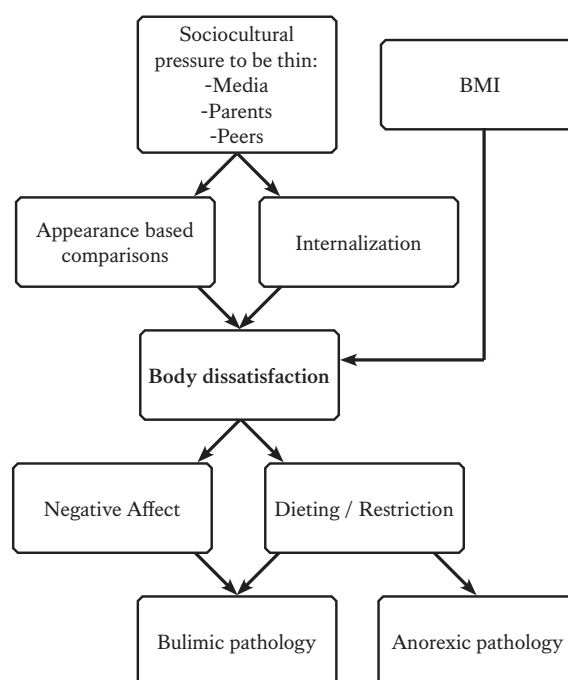 Sociocultural
pressure to be thin:
-Media
-Parents
-Peers
BMI
Appearance based
comparisons
Internalization
Body dissatisfaction
Negative Affect
Dieting / Restriction
Bulimic pathology
Anorexic pathology